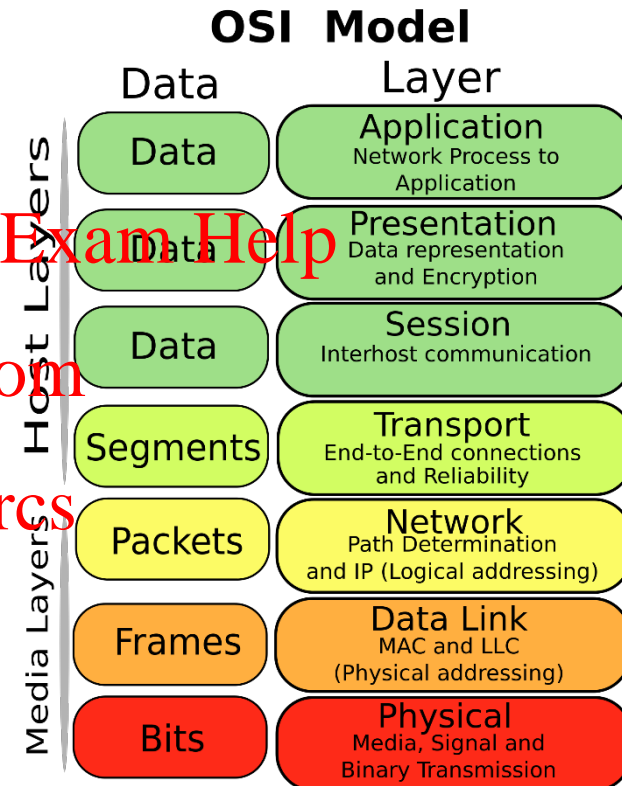 OSI Model
Data
Layer
Host Layers
Data
Application
Network Process to
Application
Exam Help
Data
Presentation
Data representation
and Encryption
Data
Session
Interhost communication
om
Segments
Transport
End-to-End connections
and Reliability
rcs
Media Layers
Packets
Network
Path Determination
and IP (Logical addressing)
Frames
Data Link
MAC and LLC
(Physical addressing)
Bits
Physical
Media, Signal and
Binary Transmission